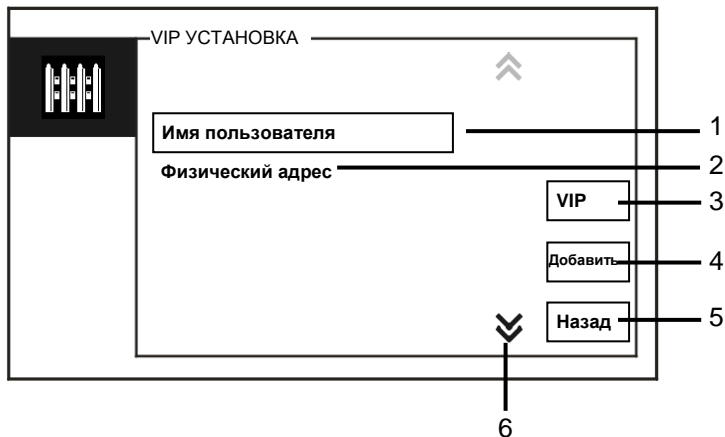 VIP УСТАНОВКА
Имя пользователя
1
Физический адрес
2
VIP
3
Добавить
4
Назад
5
6